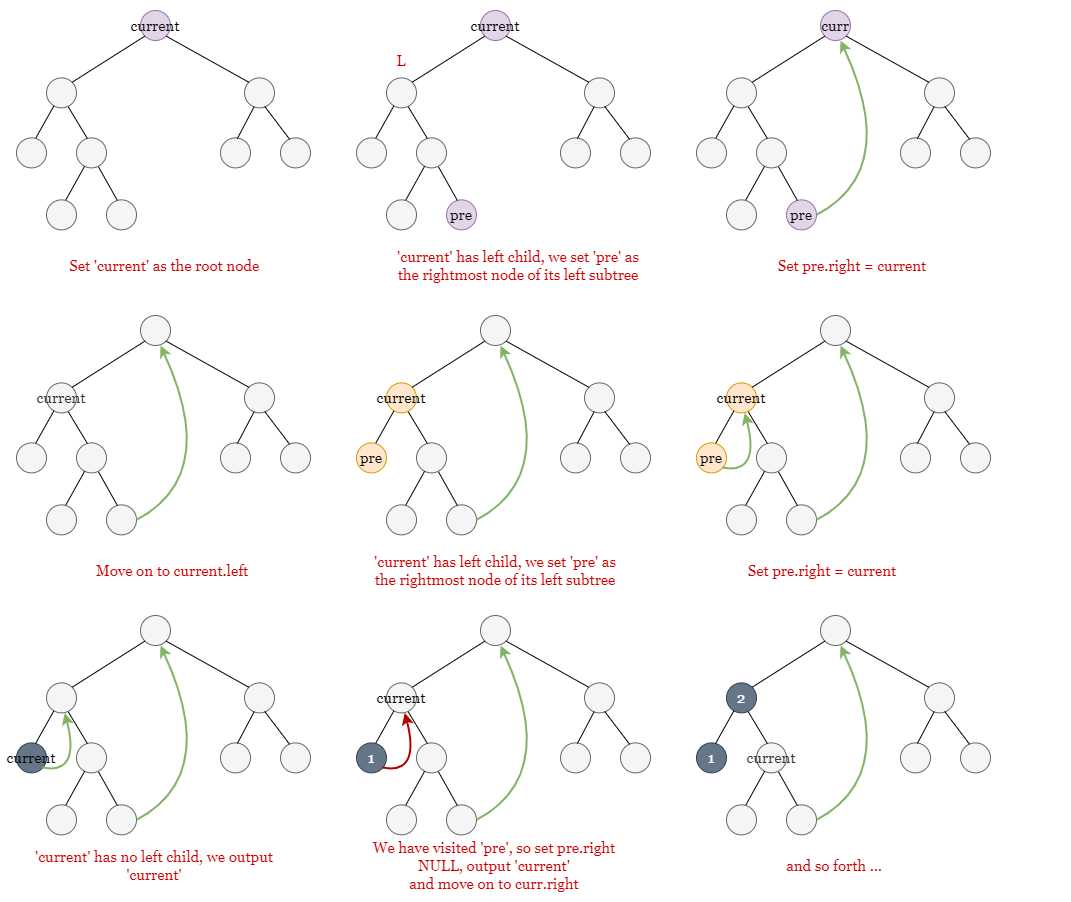 current
current
curr
L
pre
pre
Set 'current' as the root node
'current' has left child, we set 'pre' as
the rightmost node of its left subtree
Set pre.right = current
current
current
current
pre
pre
Move on to current.left
'current' has left child, we set 'pre' as
the rightmost node of its left subtree
Set pre.right = current
current
2
current
1
1
current
'current' has no left child, we output
'current'
We have visited 'pre', so set pre.right
NULL, output 'current'
and move on to curr.right
and so forth ...